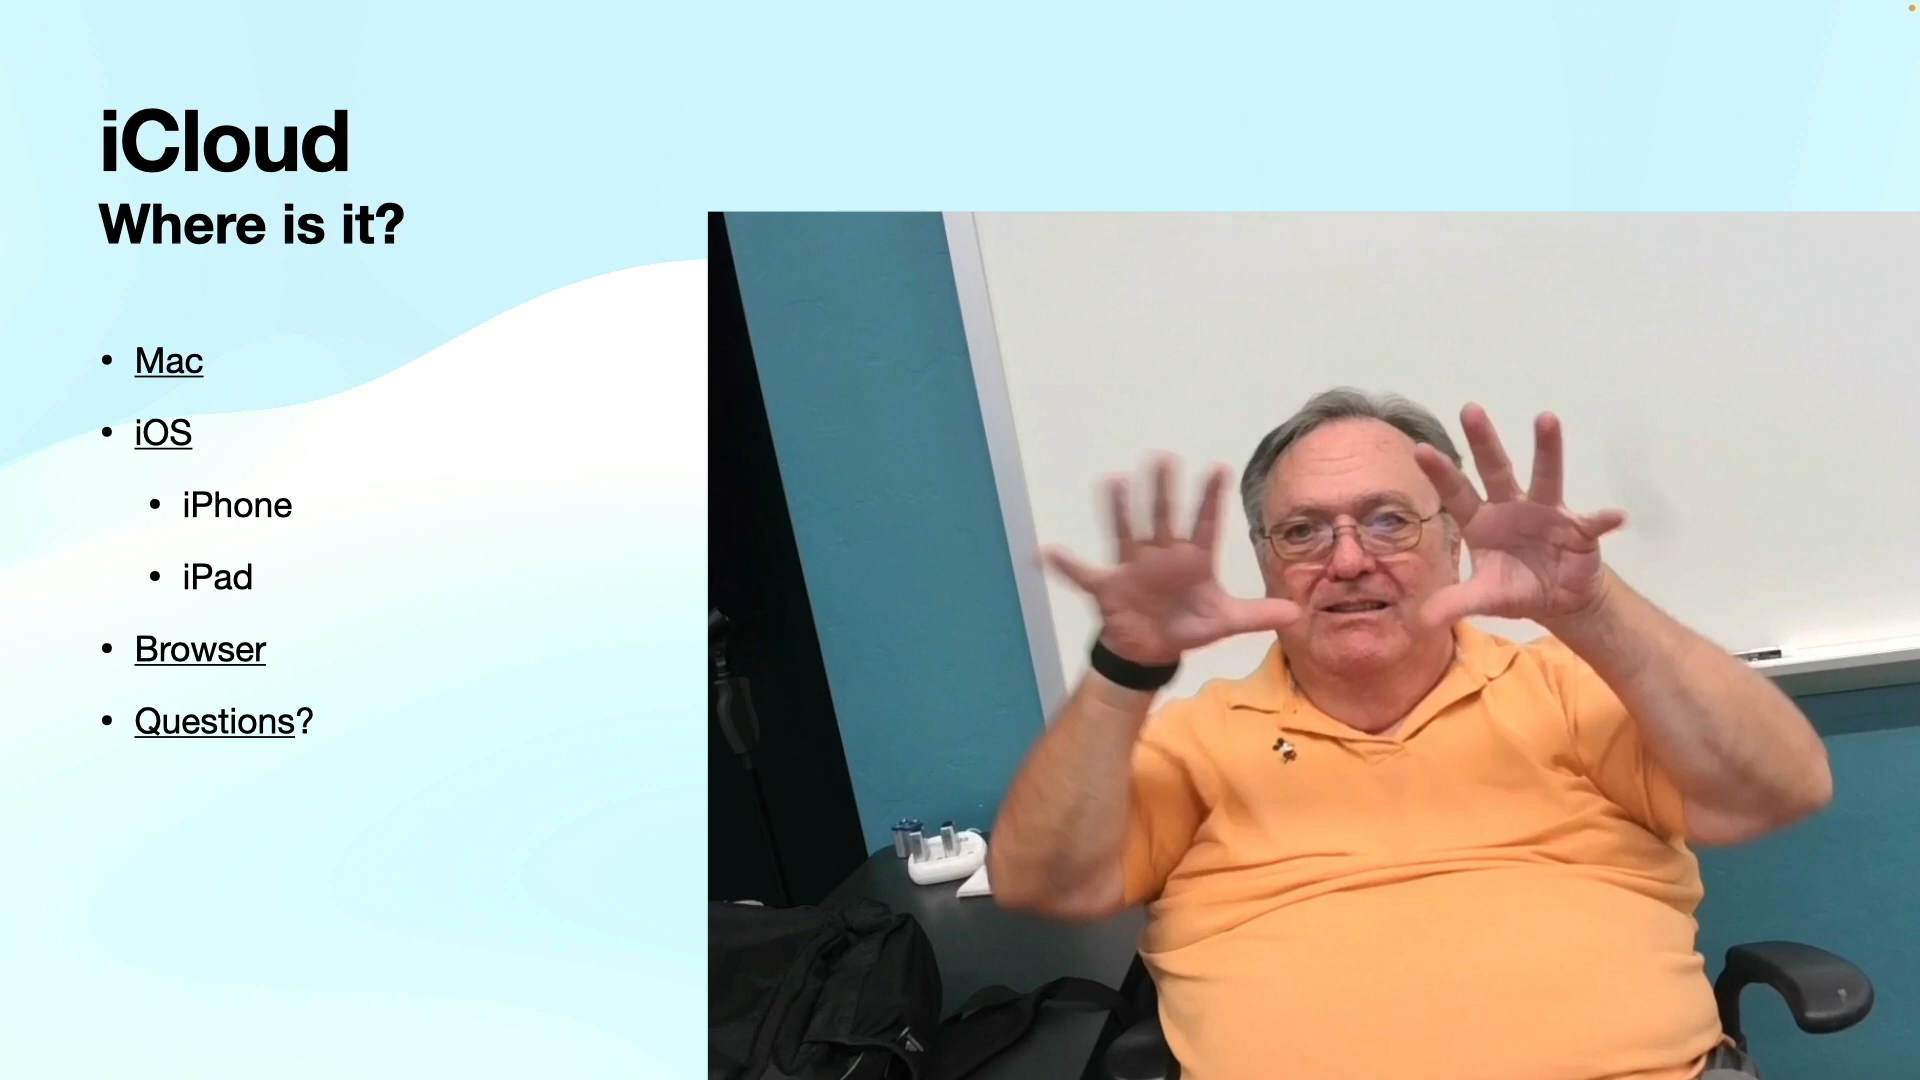 iCloud
Where is it?
• Mac
• iOS
• iPhone
• iPad
• Browser
• Questions?